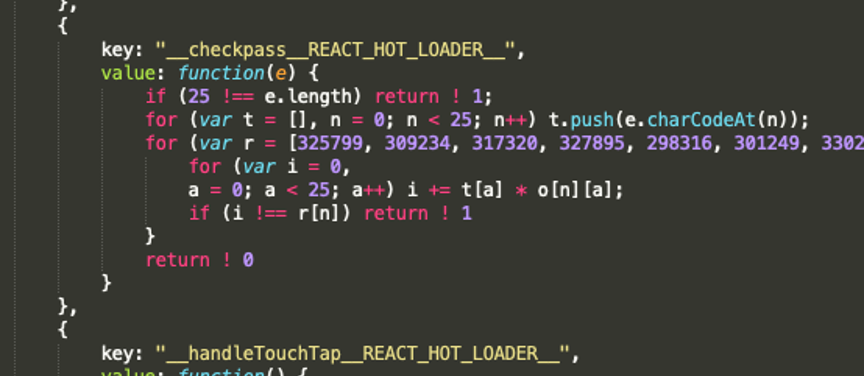 },
{
key: "__checkpass__REACT_HOT_LOADER__",
value: function(e) {
if (25 !== e.length) return ! 1;
for (var t = [], n = 0; n < 25; n++) t.push(e.charCodeAt(n));
for (var r = [325799, 309234, 317320, 327895, 298316, 301249, 3302
for (var i = 0,
a = 0; a < 25; a++) i += t[a] * o[n][a];
if (i !== r[n]) return ! 1
}
return ! 0
}
},
{
key: "__handleTouchTap__REACT_HOT_LOADER__",
value: function() {